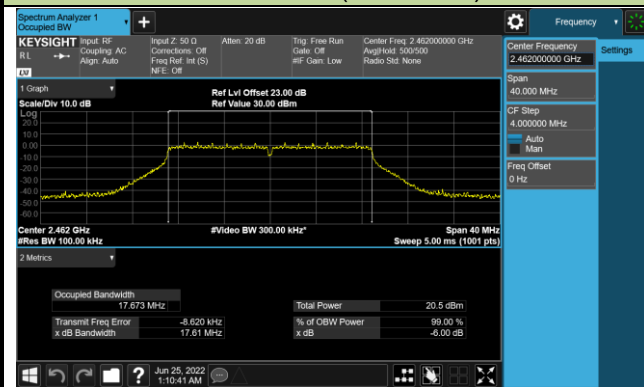 Spectrum Analyzer 1
Occupied BW
+
Frequency
KEYSIGHT
RL
LXI
Input: RF
Coupling: AC
Align: Auto
Input Z: 50 Ω
Corrections: Off
Freq Ref: Int (S)
NFE: Off
Atten: 20 dB
Trig: Free Run
Gate: Off
#IF Gain: Low
Center Freq: 2.462000000 GHz
Avg|Hold: 500/500
Radio Std: None
Center Frequency
2.462000000 GHz
Settings
Span
40.000 MHz
CF Step
4.000000 MHz
Auto
Man
Freq Offset
0 Hz
1 Graph
Scale/Div 10.0 dB
Ref Lvl Offset 23.00 dB
Ref Value 30.00 dBm
Log
20.0
10.0
0.00
-10.0
-20.0
-30.0
-40.0
-50.0
-60.0
Center 2.462 GHz
#Res BW 100.00 kHz
#Video BW 300.00 kHz*
Span 40 MHz
Sweep 5.00 ms (1001 pts)
2 Metrics
Occupied Bandwidth
17.673 MHz
Total Power 20.5 dBm
Transmit Freq Error -8.620 kHz
% of OBW Power 99.00 %
x dB Bandwidth 17.61 MHz
x dB -6.00 dB
?
Jun 25, 2022
1:10:41 AM